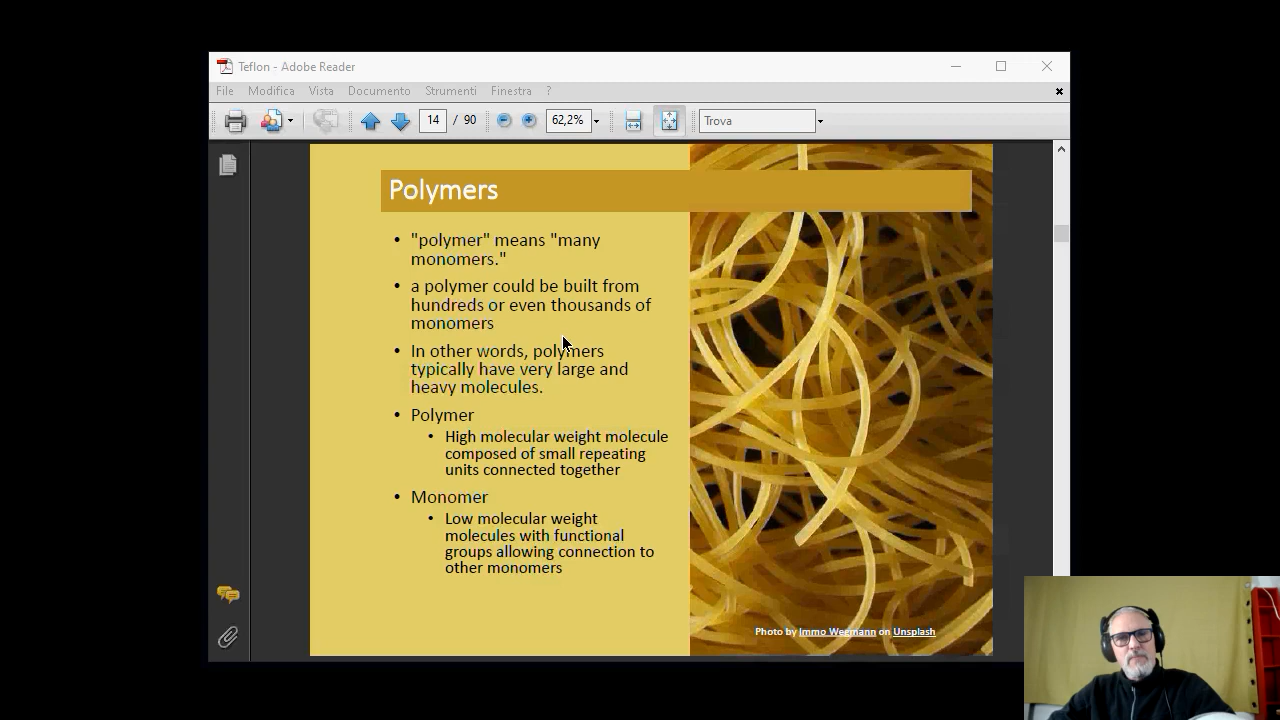 Teflon - Adobe Reader
File Modifica Vista Documento Strumenti Finestra ?
14 / 90 62,2% Trova
Polymers
• "polymer" means "many
monomers."
• a polymer could be built from
hundreds or even thousands of
monomers
• In other words, polymers
typically have very large and
heavy molecules.
• Polymer
• High molecular weight molecule
composed of small repeating
units connected together
• Monomer
• Low molecular weight
molecules with functional
groups allowing connection to
other monomers
Photo by Immo Wegmann on Unsplash